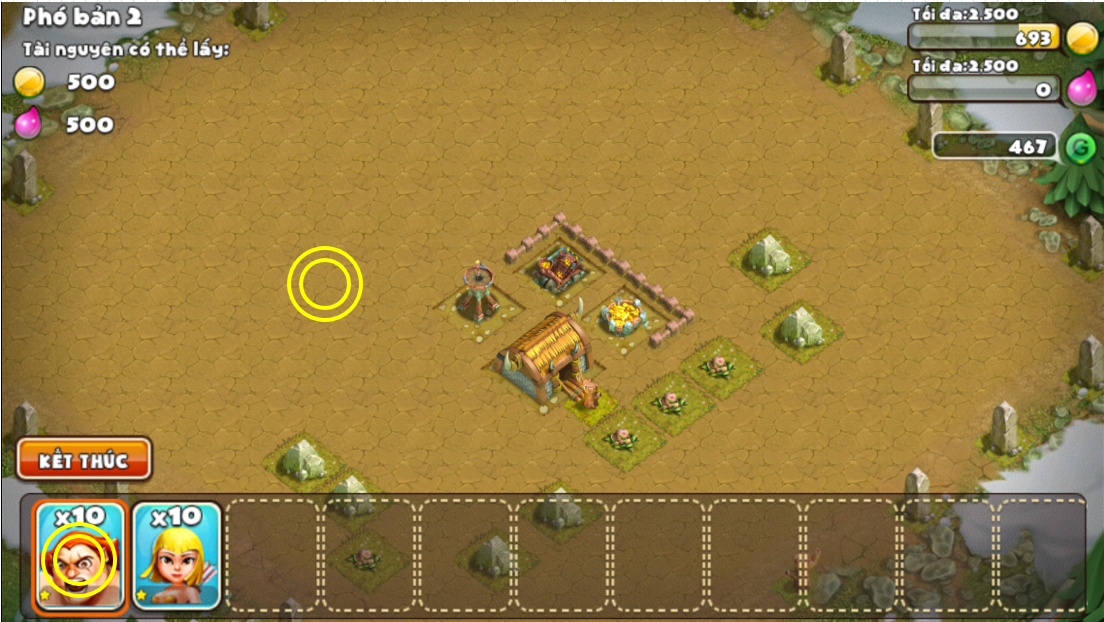 Phó bản 2
Tài nguyên có thể lấy:
500
500
Tối đa:2.500
693
Tối đa:2.500
0
467
G
KẾT THÚC
x10
x10